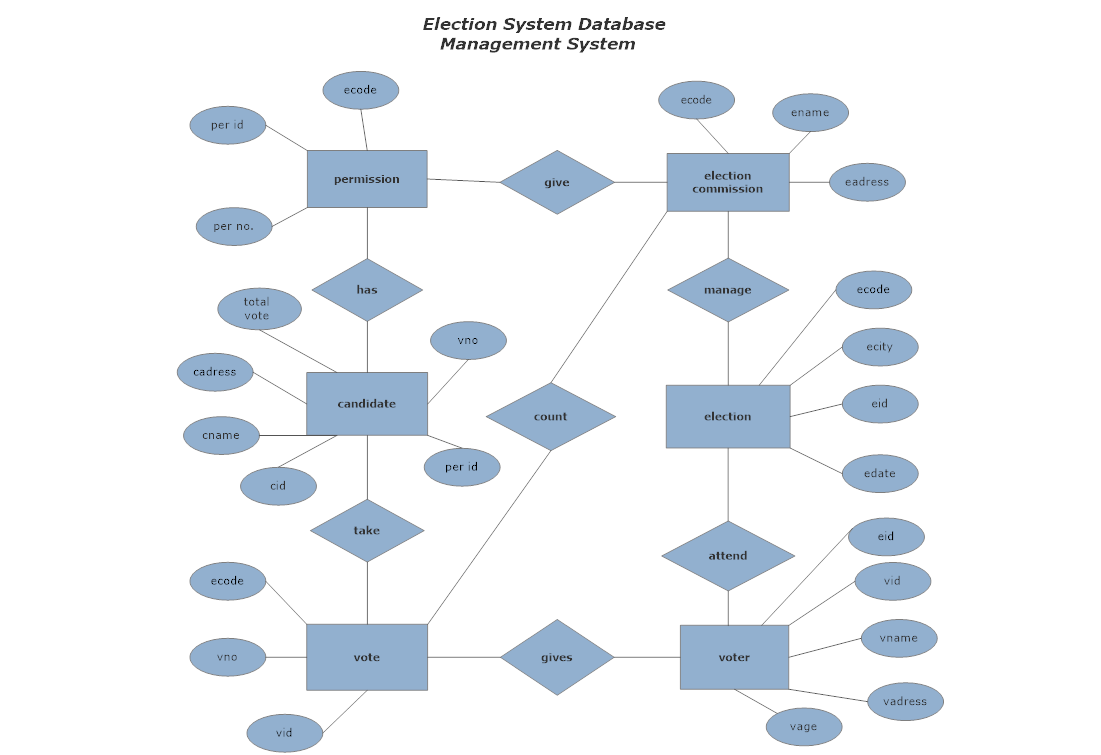 Election System Database
Management System
ecode
per id
permission
per no.
give
ecode
ename
election
commission
eadress
has
manage
total
vote
vno
cadress
candidate
cname
cid
per id
count
ecode
ecity
election
eid
edate
take
attend
eid
vid
ecode
vno
vote
vid
gives
voter
vname
vadress
vage